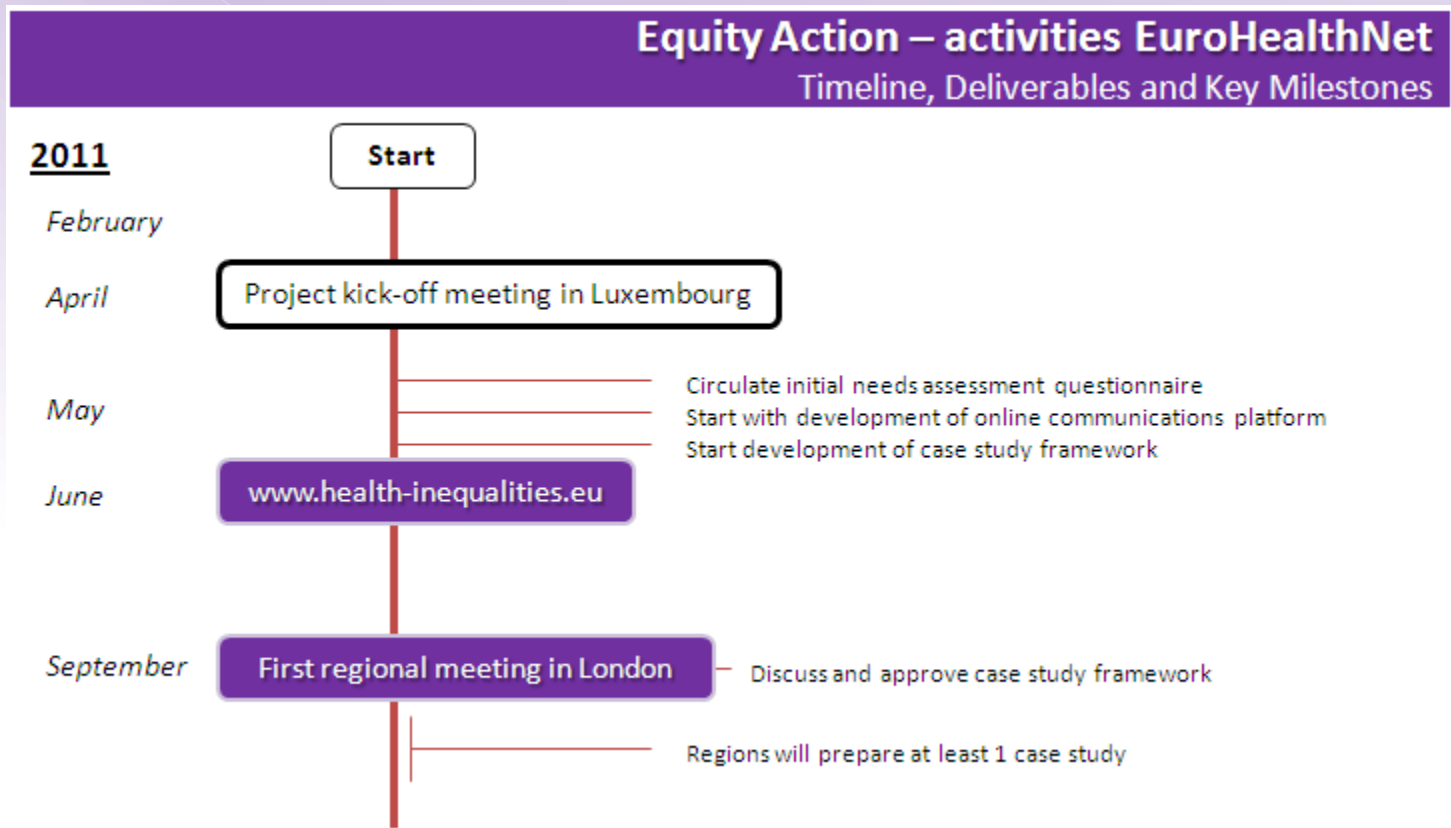 Equity Action – activities EuroHealthNet
Timeline, Deliverables and Key Milestones
2011
Start
February
April
Project kick-off meeting in Luxembourg
May
Circulate initial needs assessment questionnaire
Start with development of online communications platform
Start development of case study framework
June
www.health-inequalities.eu
September
First regional meeting in London
Discuss and approve case study framework
Regions will prepare at least 1 case study